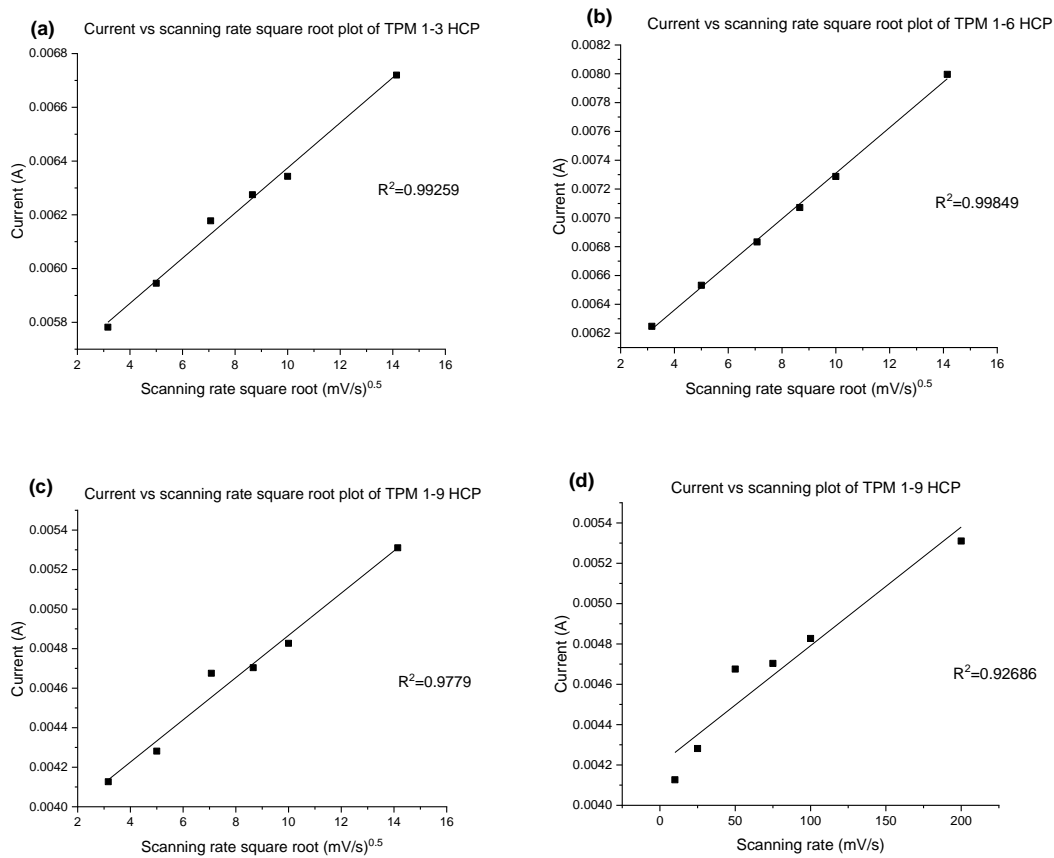 (a)
Current vs scanning rate square root plot of TPM 1-3 HCP
0.0068
0.0066
0.0064
0.0062
0.0060
0.0058
Current (A)
R²=0.99259
2 4 6 8 10 12 14 16
Scanning rate square root (mV/s)⁰·⁵
(b)
Current vs scanning rate square root plot of TPM 1-6 HCP
0.0082
0.0080
0.0078
0.0076
0.0074
0.0072
0.0070
0.0068
0.0066
0.0064
0.0062
Current (A)
R²=0.99849
2 4 6 8 10 12 14 16
Scanning rate square root (mV/s)⁰·⁵
(c)
Current vs scanning rate square root plot of TPM 1-9 HCP
0.0054
0.0052
0.0050
0.0048
0.0046
0.0044
0.0042
0.0040
Current (A)
R²=0.9779
2 4 6 8 10 12 14 16
Scanning rate square root (mV/s)⁰·⁵
(d)
Current vs scanning plot of TPM 1-9 HCP
0.0054
0.0052
0.0050
0.0048
0.0046
0.0044
0.0042
0.0040
Current (A)
R²=0.92686
0 50 100 150 200
Scanning rate (mV/s)